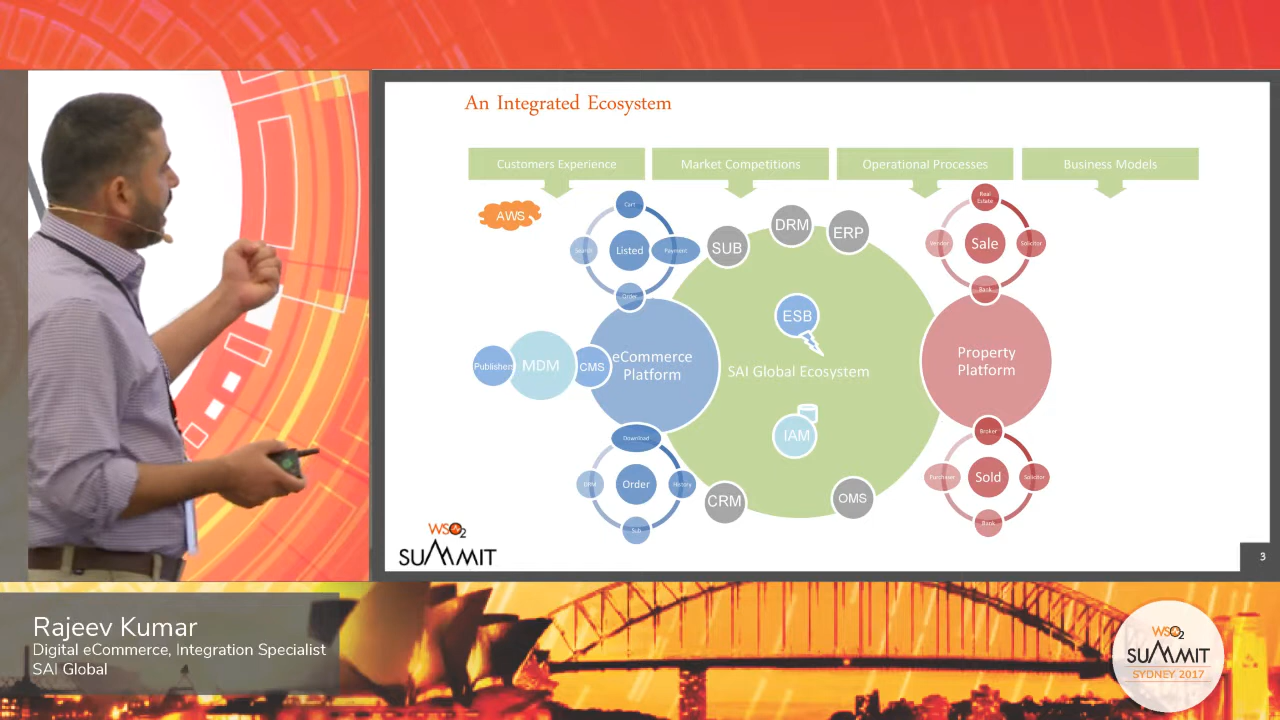 An Integrated Ecosystem
Customers Experience
Market Competitions
Operational Processes
Business Models
AWS
Cart
Search
Listed
Payment
Order
SUB
DRM
ERP
Real
Estate
Vendor
Sale
Solicitor
Bank
ESB
Publisher
MDM
CMS
eCommerce
Platform
SAI Global Ecosystem
Property
Platform
IAM
Download
DRM
Order
History
Sub
CRM
OMS
Broker
Purchaser
Sold
Solicitor
Bank
WSO2
SUMMIT
3
Rajeev Kumar
Digital eCommerce, Integration Specialist
SAI Global
WSO2
SUMMIT
SYDNEY 2017